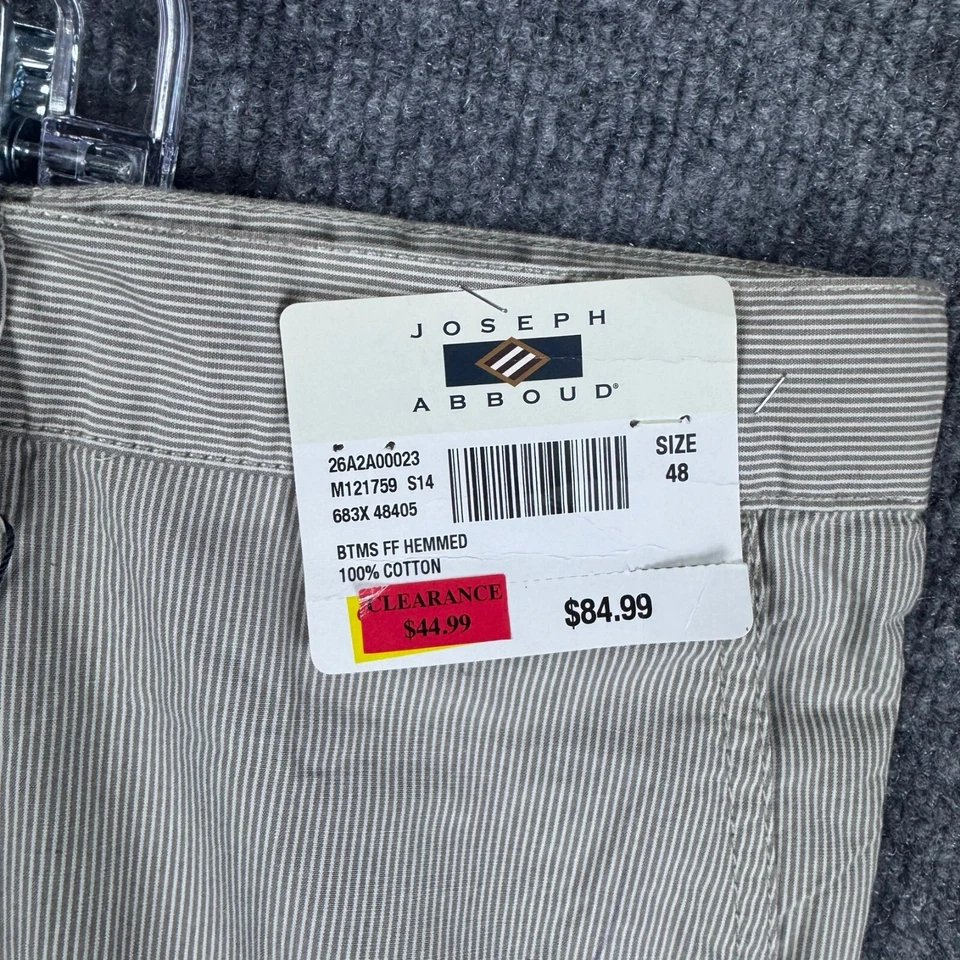 JOSEPH
ABBOUD®
26A2A00023
M121759 S14
683X 48405
SIZE
48
BTMS FF HEMMED
100% COTTON
CLEARANCE
$44.99
$84.99